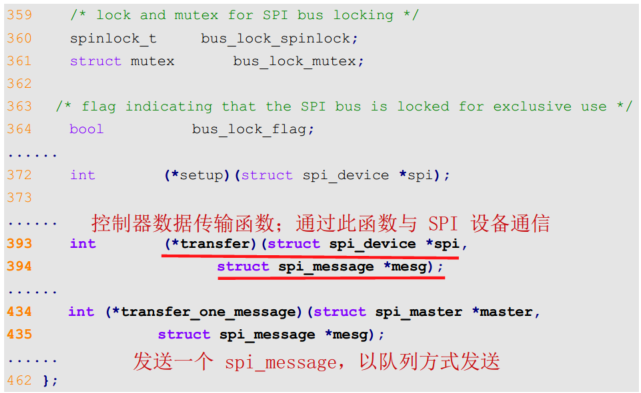 359 /* lock and mutex for SPI bus locking */
360 spinlock_t bus_lock_spinlock;
361 struct mutex bus_lock_mutex;
362
363 /* flag indicating that the SPI bus is locked for exclusive use */
364 bool bus_lock_flag;
......
372 int (*setup)(struct spi_device *spi);
373
...... 控制器数据传输函数；通过此函数与 SPI 设备通信
393 int (*transfer)(struct spi_device *spi,
394 struct spi_message *mesg);
......
434 int (*transfer_one_message)(struct spi_master *master,
435 struct spi_message *mesg);
...... 发送一个 spi_message，以队列方式发送
462 };